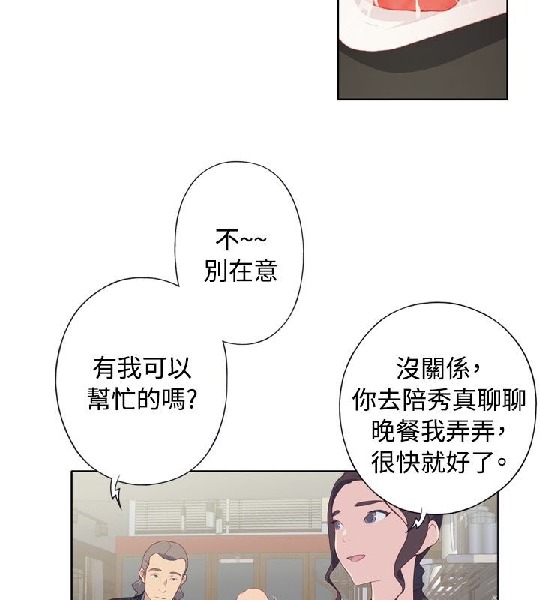 不~~
別在意
有我可以
幫忙的嗎?
沒關係,
你去陪秀真聊聊
晚餐我弄弄,
很快就好了。